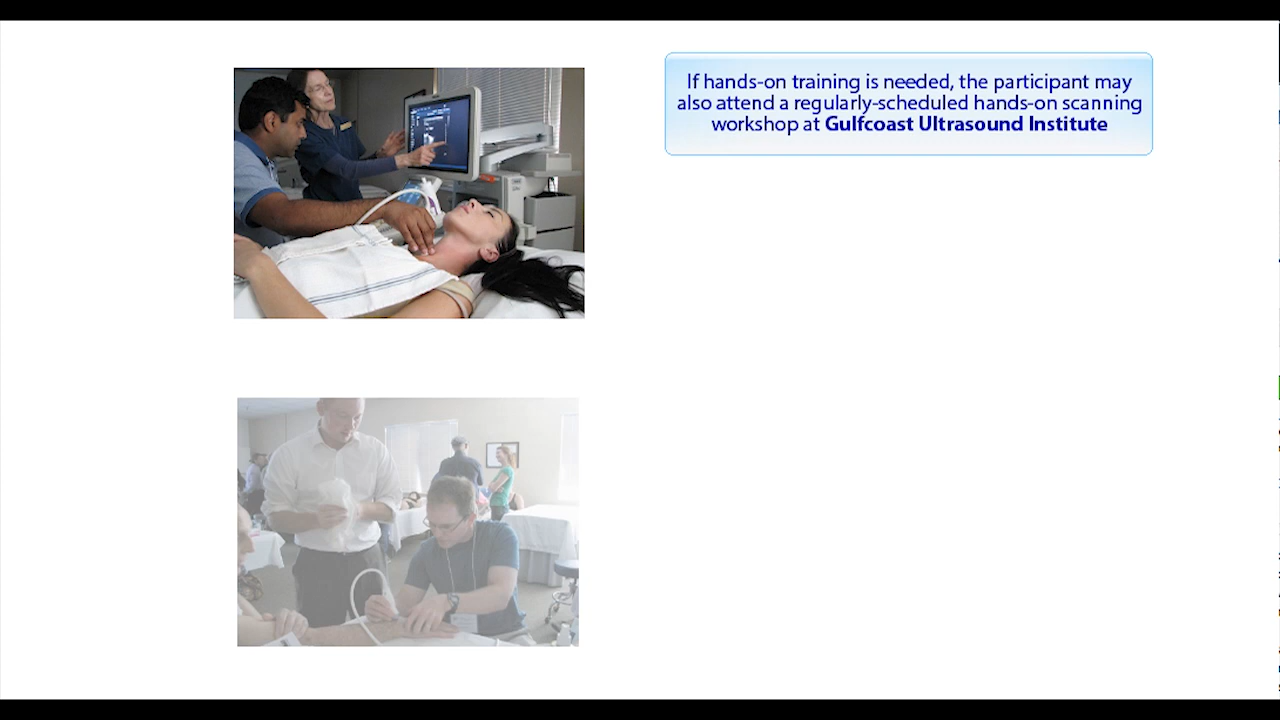 If hands-on training is needed, the participant may
also attend a regularly-scheduled hands-on scanning
workshop at Gulfcoast Ultrasound Institute